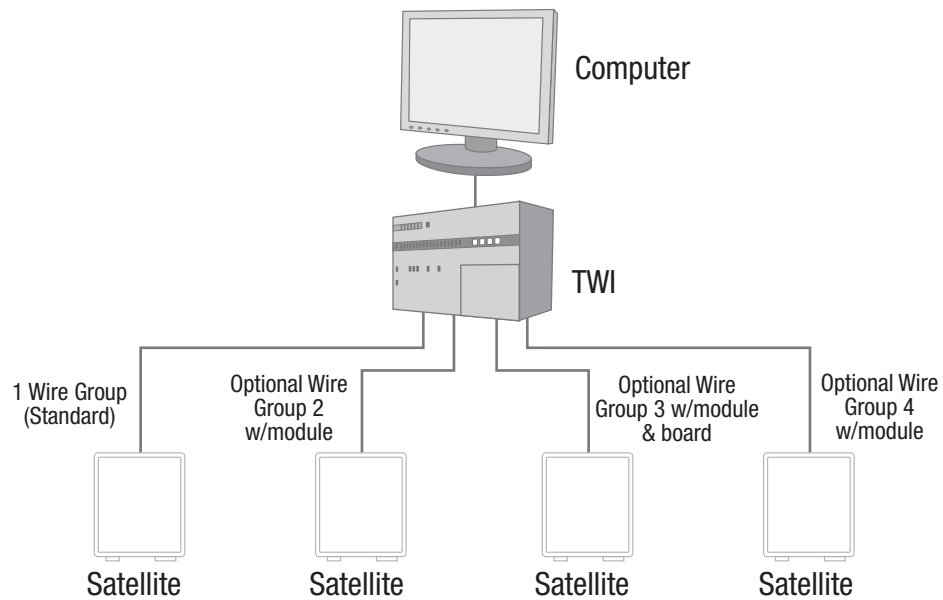 Computer
TWI
1 Wire Group
(Standard)
Optional Wire
Group 2
w/module
Optional Wire
Group 3 w/module
& board
Optional Wire
Group 4
w/module
Satellite
Satellite
Satellite
Satellite